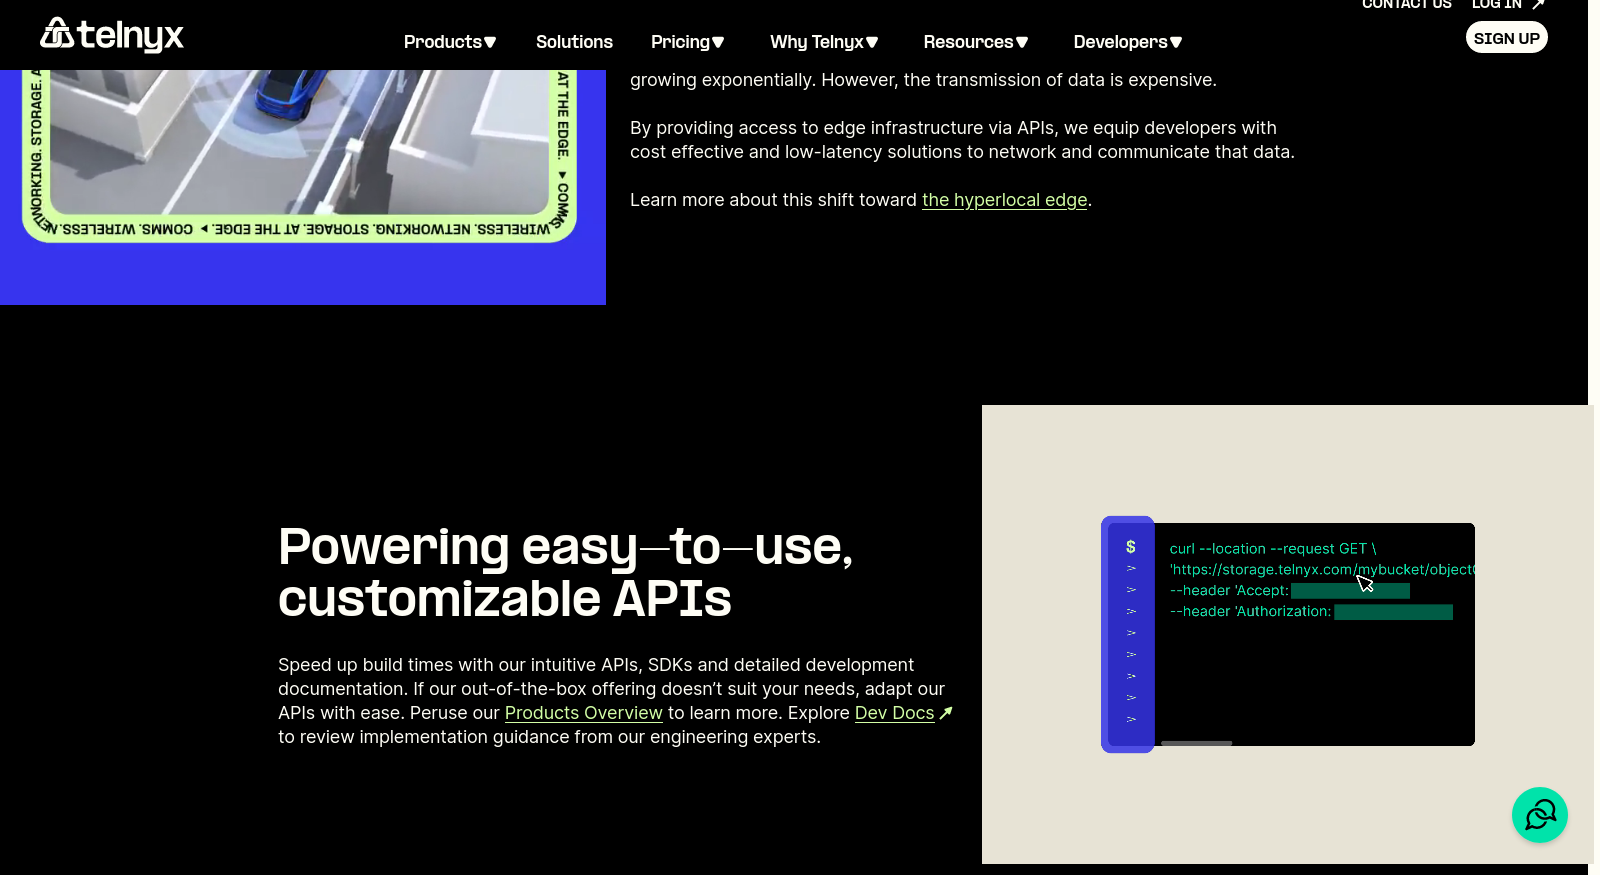 CONTACT US
LOG IN
telnyx
Products
Solutions
Pricing
Why Telnyx
Resources
Developers
SIGN UP
NETWORKING. STORAGE.
AT THE EDGE.
COMMS.
WIRELESS. NETWORKING. STORAGE. AT THE EDGE.
COMMS. WIRELESS.
growing exponentially. However, the transmission of data is expensive.
By providing access to edge infrastructure via APIs, we equip developers with
cost effective and low-latency solutions to network and communicate that data.
Learn more about this shift toward the hyperlocal edge.
Powering easy—to—use,
customizable APIs
Speed up build times with our intuitive APIs, SDKs and detailed development
documentation. If our out-of-the-box offering doesn’t suit your needs, adapt our
APIs with ease. Peruse our Products Overview to learn more. Explore Dev Docs
to review implementation guidance from our engineering experts.
$
>
>
>
>
>
>
>
>
curl --location --request GET \
'https://storage.telnyx.com/mybucket/object
--header 'Accept:
--header 'Authorization: